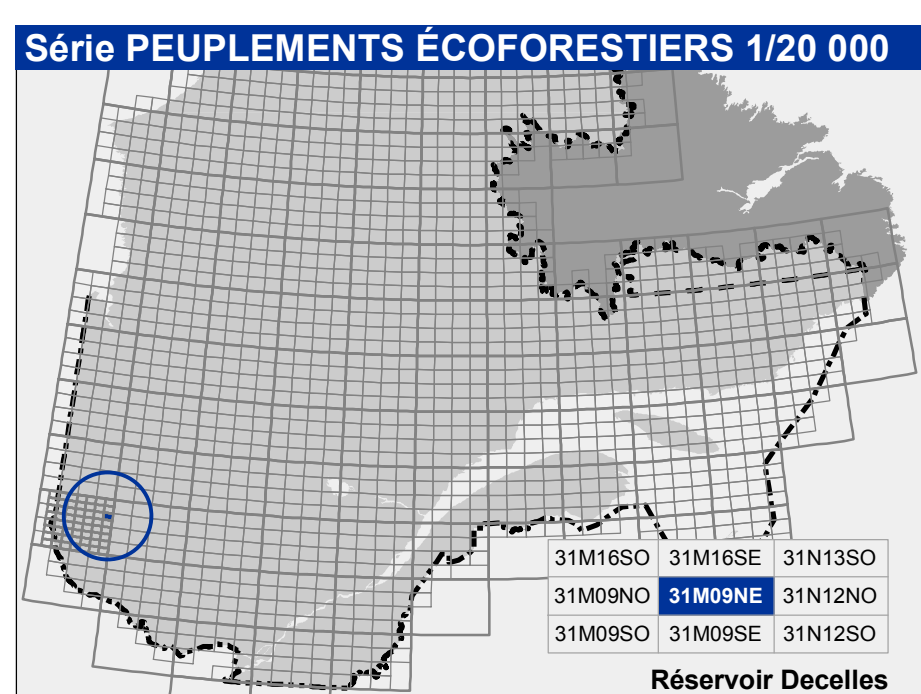 Série PEUPLEMENTS ÉCOFORESTIERS 1/20 000
31M16SO 31M16SE 31N13SO
31M09NO 31M09NE 31N12NO
31M09SO 31M09SE 31N12SO
Réservoir Decelles